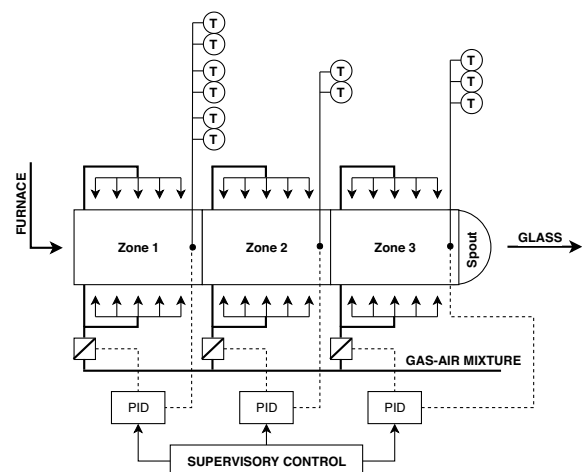 T
T
T
T
T
T
T
T
T
T
T
FURNACE
Zone 1
Zone 2
Zone 3
Spout
GLASS
GAS-AIR MIXTURE
PID
PID
PID
SUPERVISORY CONTROL